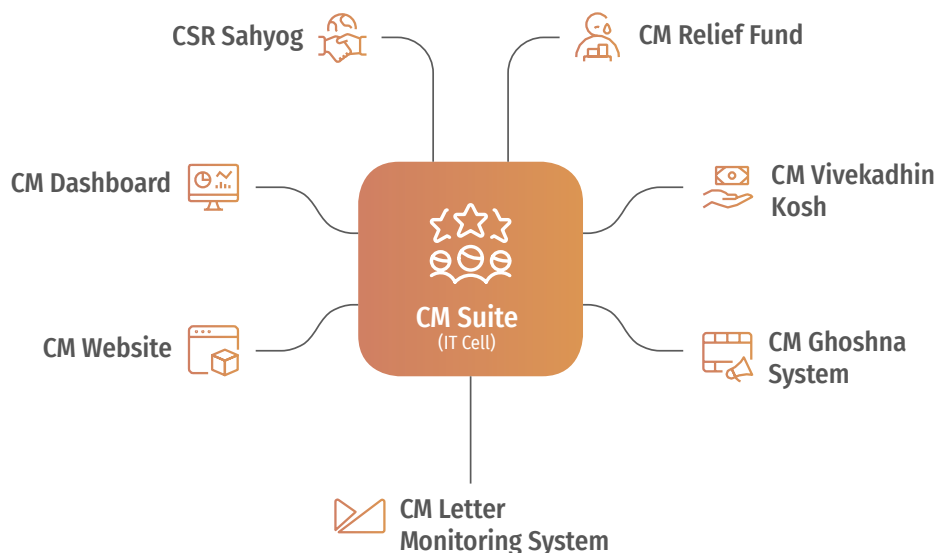 CSR Sahyog
CM Relief Fund
CM Dashboard
CM Vivekadhin
Kosh
CM Suite
(IT Cell)
CM Website
CM Ghoshna
System
CM Letter
Monitoring System